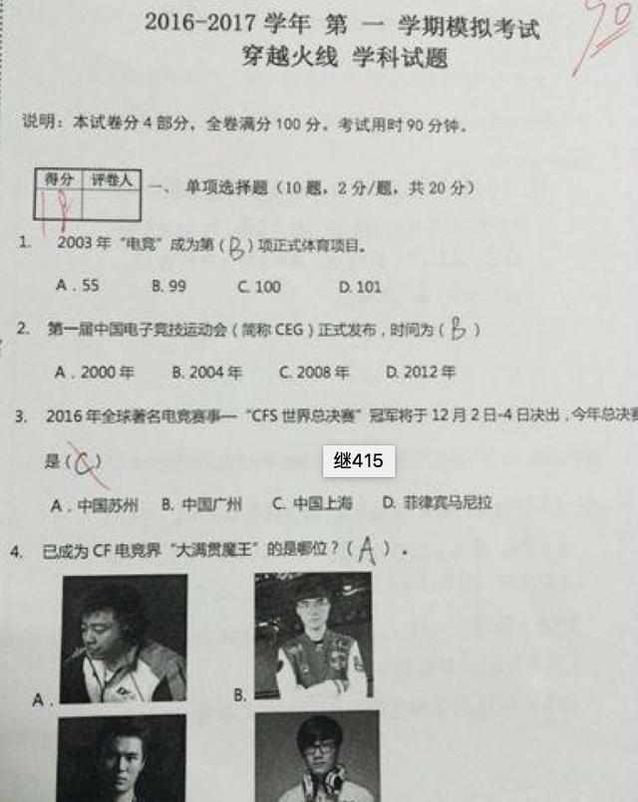 90
2016-2017 学年 第 一 学期模拟考试
穿越火线 学科试题
说明：本试卷分 4 部分，全卷满分 100 分。考试用时 90 分钟。
得分 评卷人
18
一、 单项选择题（10 题，2 分/题，共 20 分）
1. 2003 年“电竞”成为第（B）项正式体育项目。
A．55 B. 99 C. 100 D. 101
2. 第一届中国电子竞技运动会（简称 CEG）正式发布，时间为（B）
A．2000 年 B. 2004 年 C. 2008 年 D. 2012 年
3. 2016 年全球著名电竞赛事—“CFS 世界总决赛”冠军将于 12 月 2 日-4 日决出，今年总决赛
是（C）
继415
A．中国苏州 B. 中国广州 C. 中国上海 D. 菲律宾马尼拉
4. 已成为 CF 电竞界“大满贯魔王”的是哪位？（A）。
A． B.